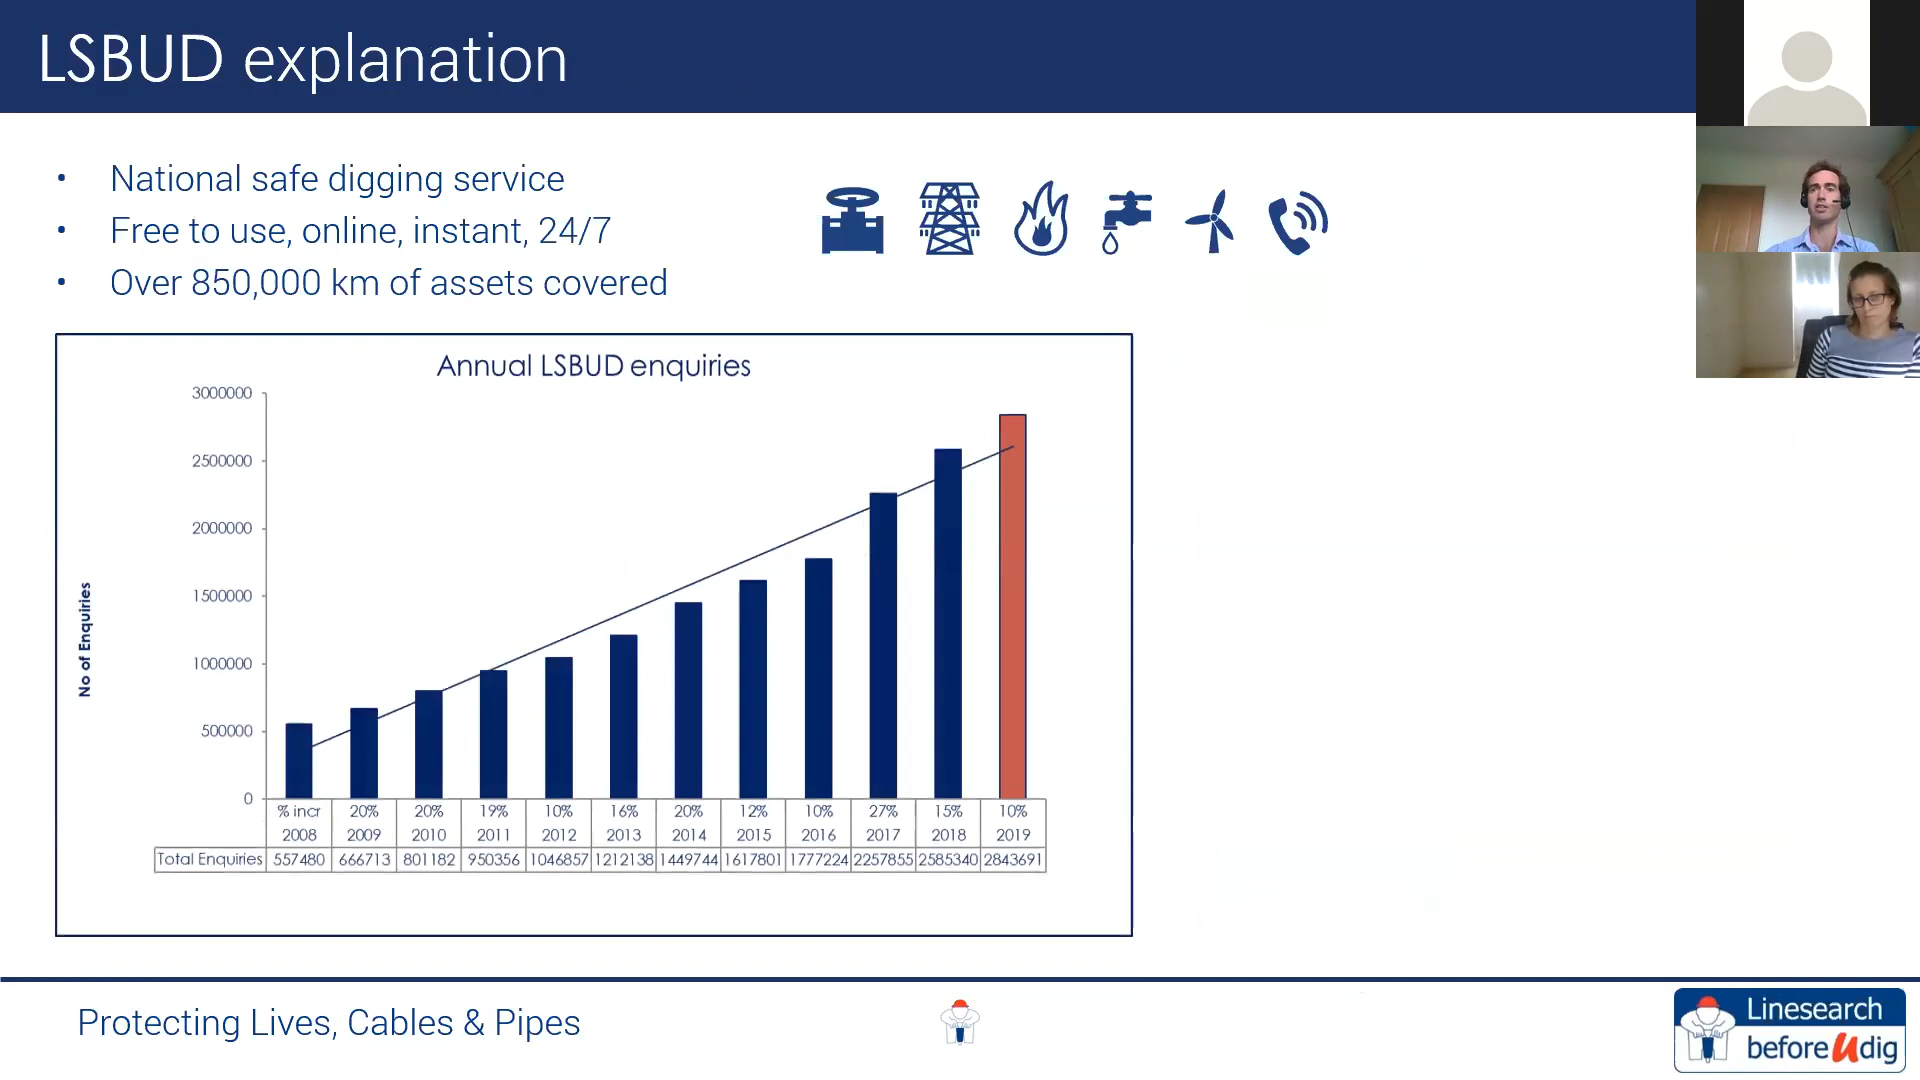 LSBUD explanation
• National safe digging service
• Free to use, online, instant, 24/7
• Over 850,000 km of assets covered
Annual LSBUD enquiries
3000000
2500000
2000000
1500000
1000000
500000
0
No of Enquiries
% incr 20% 20% 19% 10% 16% 20% 12% 10% 27% 15% 10%
2008 2009 2010 2011 2012 2013 2014 2015 2016 2017 2018 2019
Total Enquiries 557480 666713 801182 950356 1046857 1212138 1449744 1617801 1777224 2257855 2585340 2843691
Protecting Lives, Cables & Pipes
Linesearch
beforeUdig